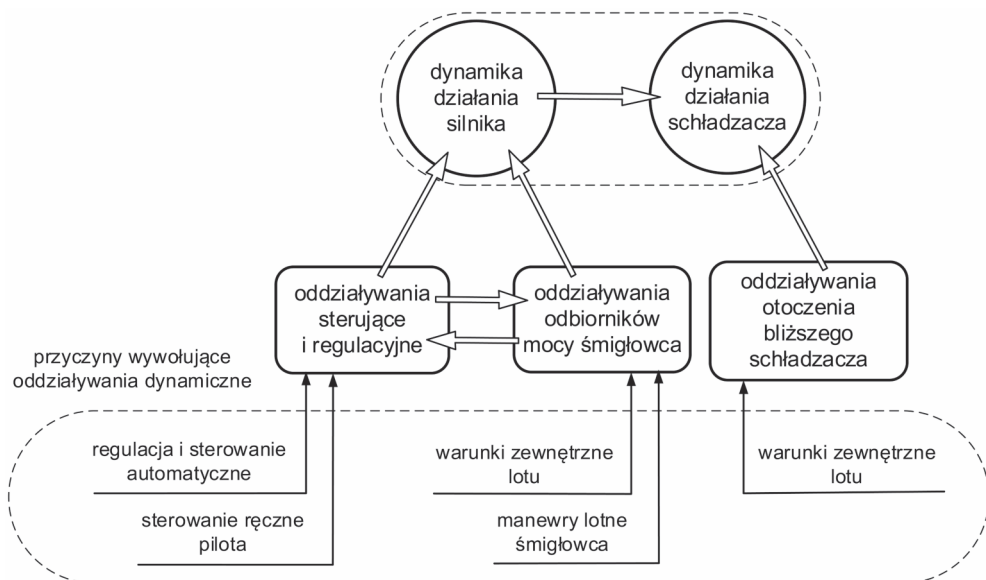 dynamika
działania
silnika
dynamika
działania
schładzacza
oddziaływania
sterujące
i regulacyjne
oddziaływania
odbiorników
mocy śmigłowca
oddziaływania
otoczenia
bliższego
schładzacza
przyczyny wywołujące
oddziaływania dynamiczne
regulacja i sterowanie
automatyczne
sterowanie ręczne
pilota
warunki zewnętrzne
lotu
manewry lotne
śmigłowca
warunki zewnętrzne
lotu